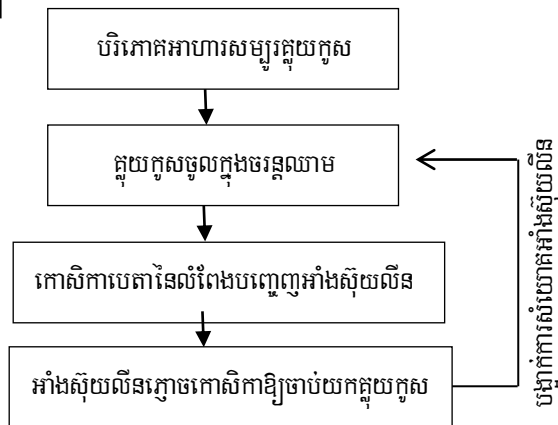 បរិភោគអាហារសម្បូរគ្លុយកូស
គ្លុយកូសចូលក្នុងចរន្តឈាម
កោសិកាបេតានៃលំពែងបញ្ចេញអាំងស៊ុយលីន
អាំងស៊ុយលីនភ្ញោចកោសិកាឱ្យចាប់យកគ្លុយកូស
បង្អាក់ការសំយោគអាំងស៊ុយលីន